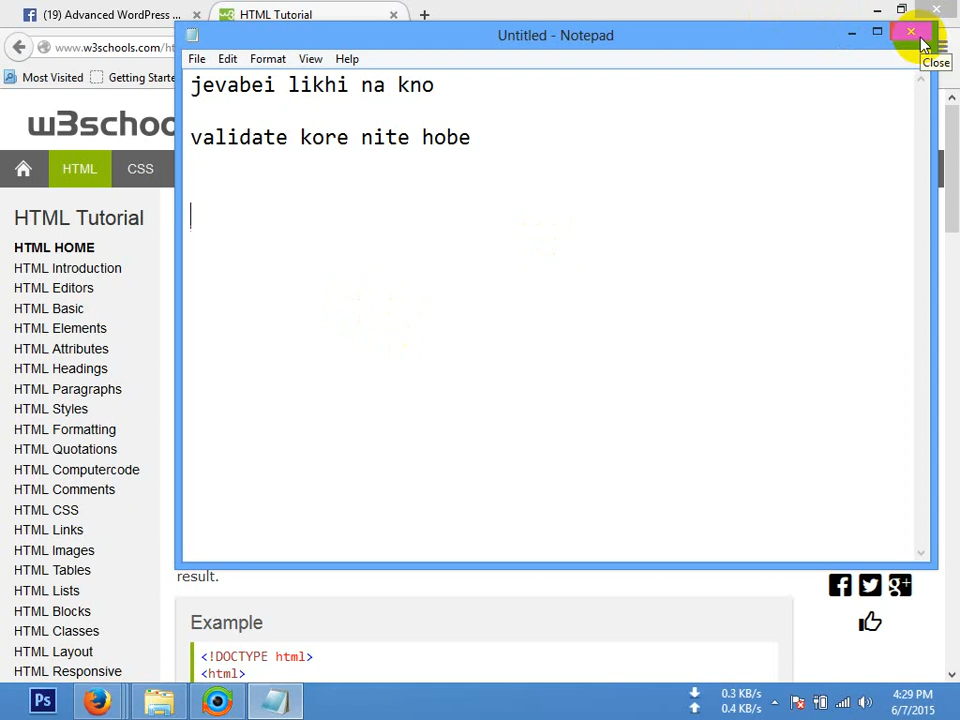 (19) Advanced WordPress ...
HTML Tutorial
Untitled - Notepad
Close
www.w3schools.com/ht
File Edit Format View Help
Most Visited
Getting Starte
jevabei likhi na kno
validate kore nite hobe
w3schoo
HTML
CSS
HTML Tutorial
HTML HOME
HTML Introduction
HTML Editors
HTML Basic
HTML Elements
HTML Attributes
HTML Headings
HTML Paragraphs
HTML Styles
HTML Formatting
HTML Quotations
HTML Computercode
HTML Comments
HTML CSS
HTML Links
HTML Images
HTML Tables
HTML Lists
HTML Blocks
HTML Classes
HTML Layout
HTML Responsive
result.
Example
<!DOCTYPE html>
<html>
Ps
0.3 KB/s
0.4 KB/s
4:29 PM
6/7/2015